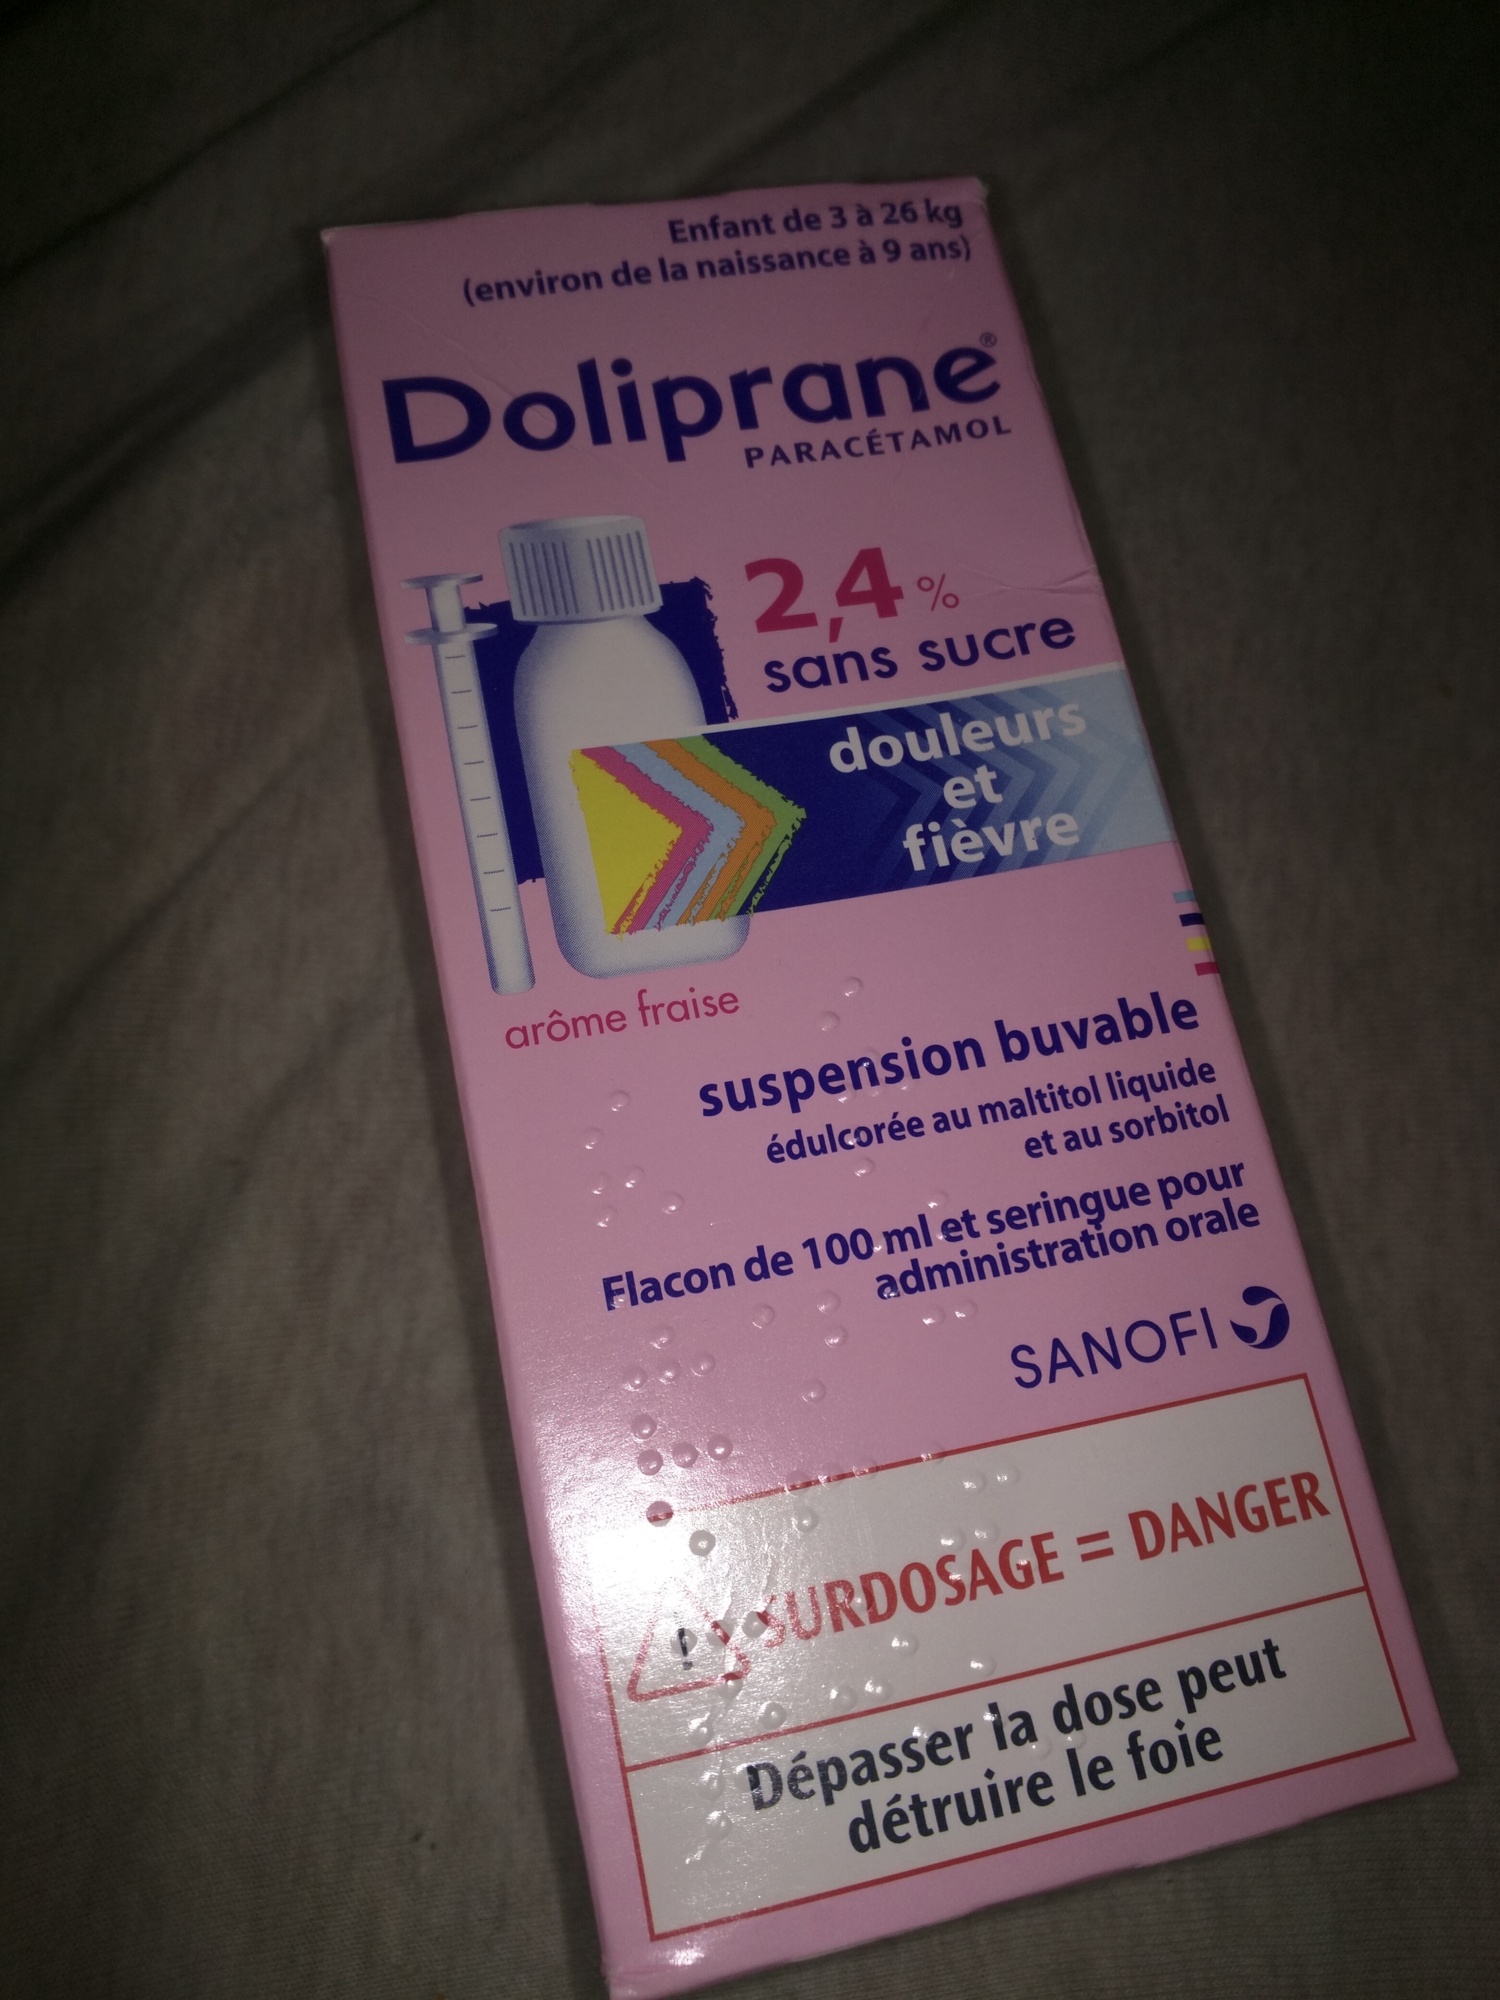 Enfant de 3 à 26 kg
(environ de la naissance à 9 ans)
Doliprane®
PARACÉTAMOL
2,4 %
sans sucre
douleurs
et
fièvre
arôme fraise
suspension buvable
édulcorée au maltitol liquide
et au sorbitol
Flacon de 100 ml et seringue pour
administration orale
SANOFI
! SURDOSAGE = DANGER
Dépasser la dose peut
détruire le foie